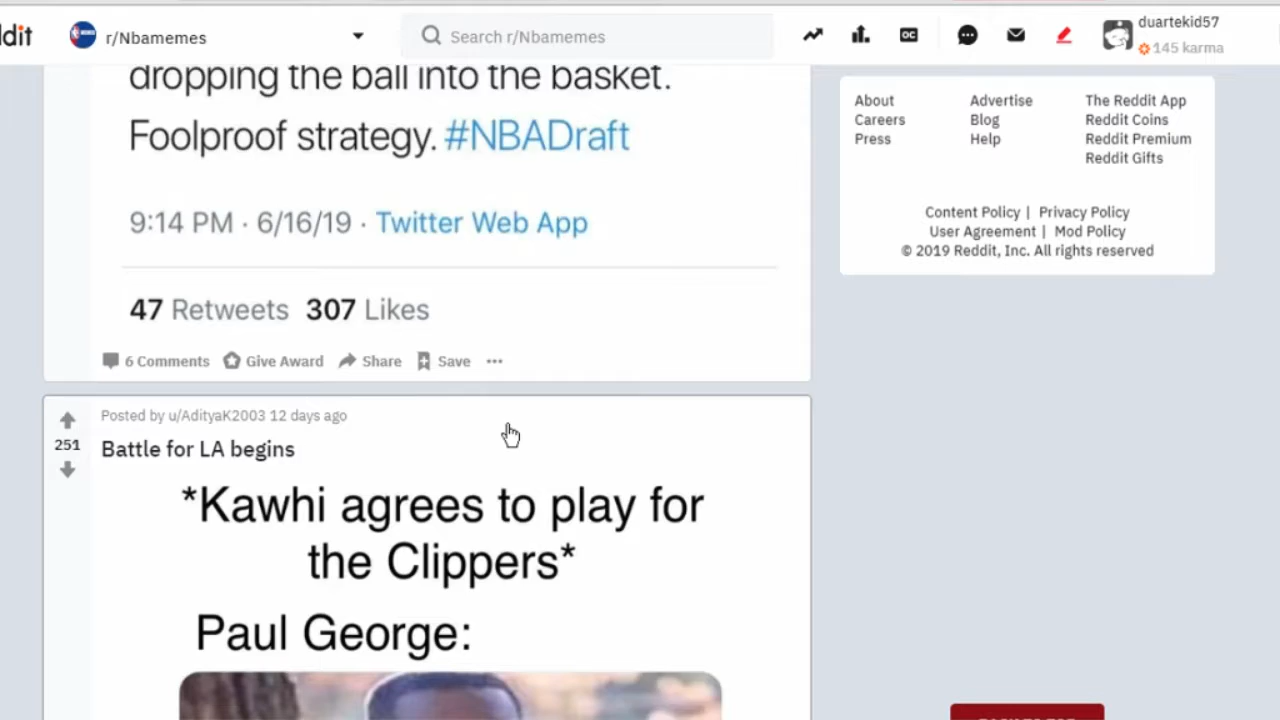 dit
r/Nbamemes
Search r/Nbamemes
duartekid57
145 karma
dropping the ball into the basket.
Foolproof strategy. #NBADraft
9:14 PM · 6/16/19 · Twitter Web App
47 Retweets 307 Likes
6 Comments Give Award Share Save ...
Posted by u/AdityaK2003 12 days ago
251
Battle for LA begins
*Kawhi agrees to play for
the Clippers*
Paul George:
About Advertise The Reddit App
Careers Blog Reddit Coins
Press Help Reddit Premium
Reddit Gifts
Content Policy | Privacy Policy
User Agreement | Mod Policy
© 2019 Reddit, Inc. All rights reserved